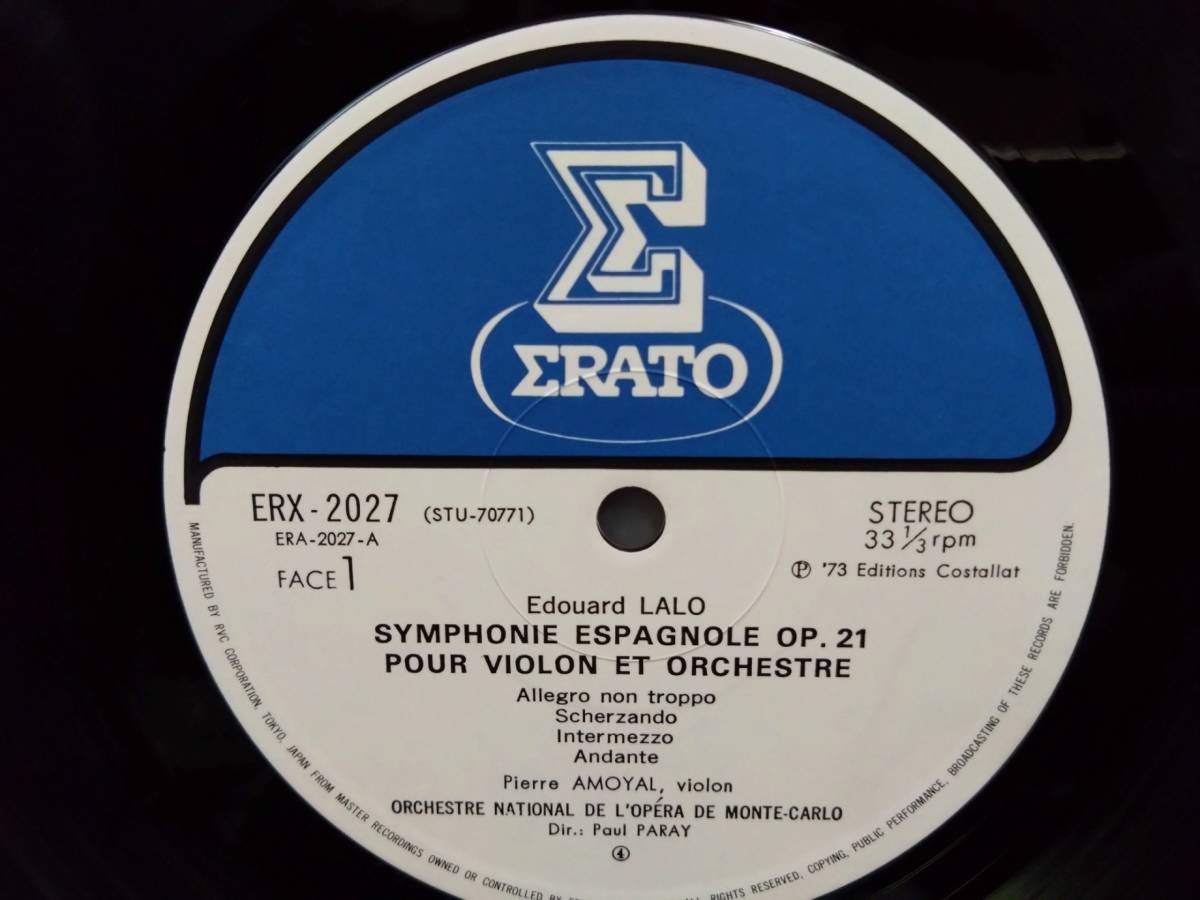 ΣRATO
ERX-2027 (STU-70771)
ERA-2027-A
FACE 1
STEREO
33 1/3 rpm
℗ '73 Editions Costallat
Edouard LALO
SYMPHONIE ESPAGNOLE OP. 21
POUR VIOLON ET ORCHESTRE
Allegro non troppo
Scherzando
Intermezzo
Andante
Pierre AMOYAL, violon
ORCHESTRE NATIONAL DE L'OPÉRA DE MONTE-CARLO
Dir.: Paul PARAY
④
MANUFACTURED BY RVC CORPORATION, TOKYO, JAPAN FROM MASTER RECORDINGS OWNED OR CONTROLLED BY
RIGHTS RESERVED, COPYING, PUBLIC PERFORMANCE, BROADCASTING OF THESE RECORDS ARE FORBIDDEN.